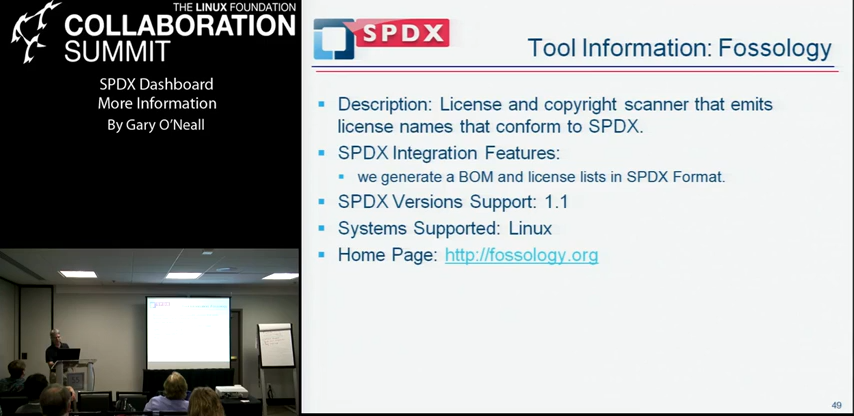 THE LINUX FOUNDATION
COLLABORATION
SUMMIT
SPDX Dashboard
More Information
By Gary O'Neall
SPDX
Tool Information: Fossology
Description: License and copyright scanner that emits
license names that conform to SPDX.
SPDX Integration Features:
we generate a BOM and license lists in SPDX Format.
SPDX Versions Support: 1.1
Systems Supported: Linux
Home Page: http://fossology.org
49